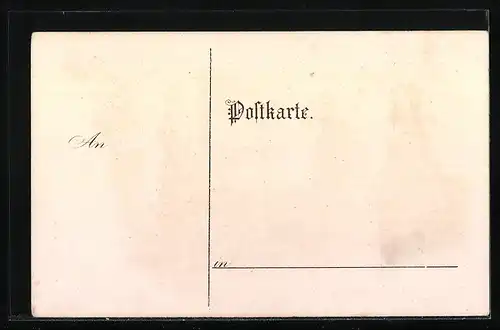 Postkarte.
An
in